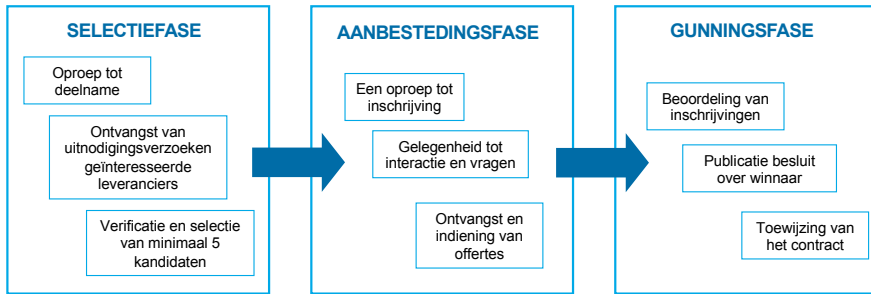 SELECTIEFASE
Oproep tot
deelname
Ontvangst van
uitnodigingsverzoeken
geïnteresseerde
leveranciers
Verificatie en selectie
van minimaal 5
kandidaten
AANBESTEDINGSFASE
Een oproep tot
inschrijving
Gelegenheid tot
interactie en vragen
Ontvangst en
indiening van
offertes
GUNNINGSFASE
Beoordeling van
inschrijvingen
Publicatie besluit
over winnaar
Toewijzing van
het contract